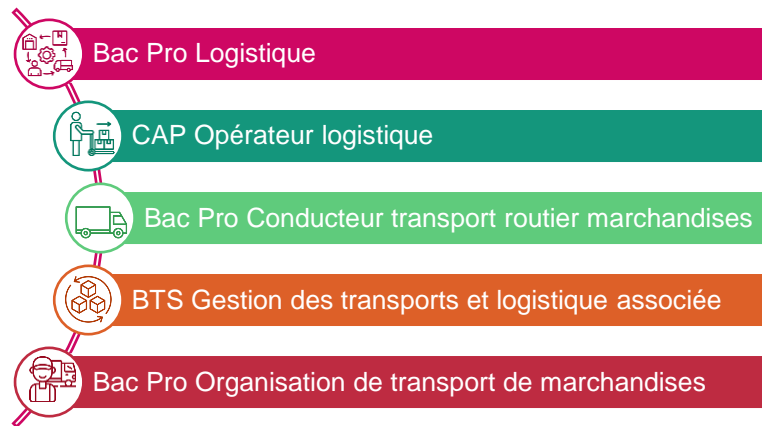 Bac Pro Logistique
CAP Opérateur logistique
Bac Pro Conducteur transport routier marchandises
BTS Gestion des transports et logistique associée
Bac Pro Organisation de transport de marchandises